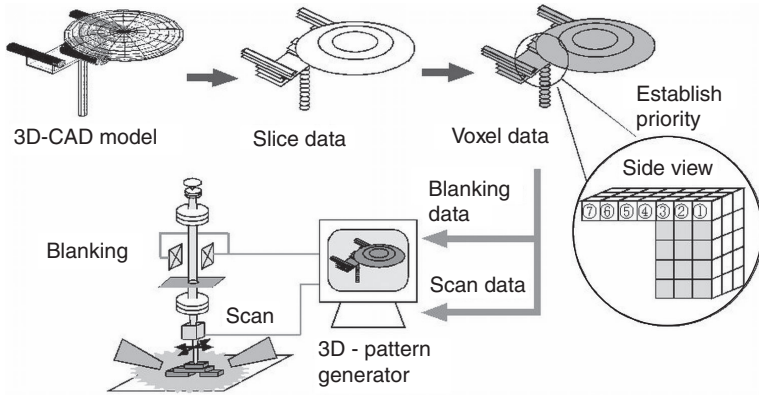 3D-CAD model
Slice data
Voxel data
Establish
priority
Side view
⑦⑥⑤④③②①
Blanking
data
Blanking
Scan data
Scan
3D - pattern
generator